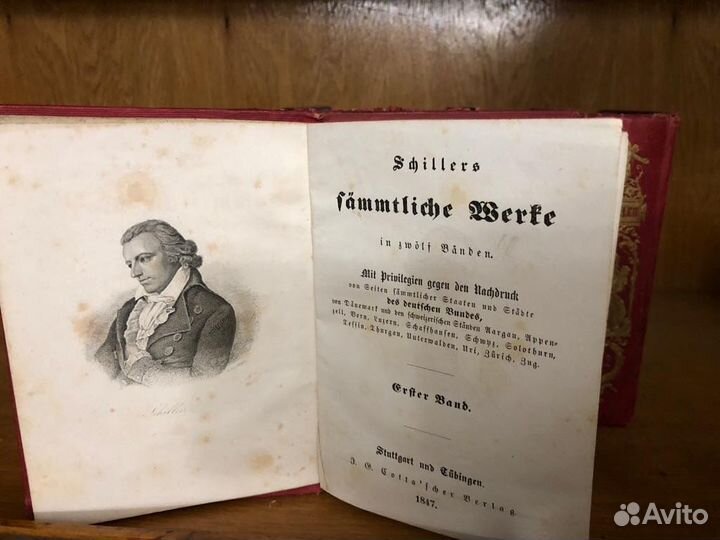 Schiller
Schillers
sämmtliche Werke
in zwölf Bänden.
Mit Privilegien gegen den Nachdruck
von Seiten sämmtlicher Staaten und Städte
des deutschen Bundes,
von Dänemark und den schweizerischen Ständen Aargau, Appen-
zell, Bern, Luzern, Schaffhausen, Schwyz, Solothurn,
Tessin, Thurgau, Unterwalden, Uri, Zürich, Zug.
Erster Band.
Stuttgart und Tübingen.
J. G. Cotta'scher Verlag
1847.
Avito